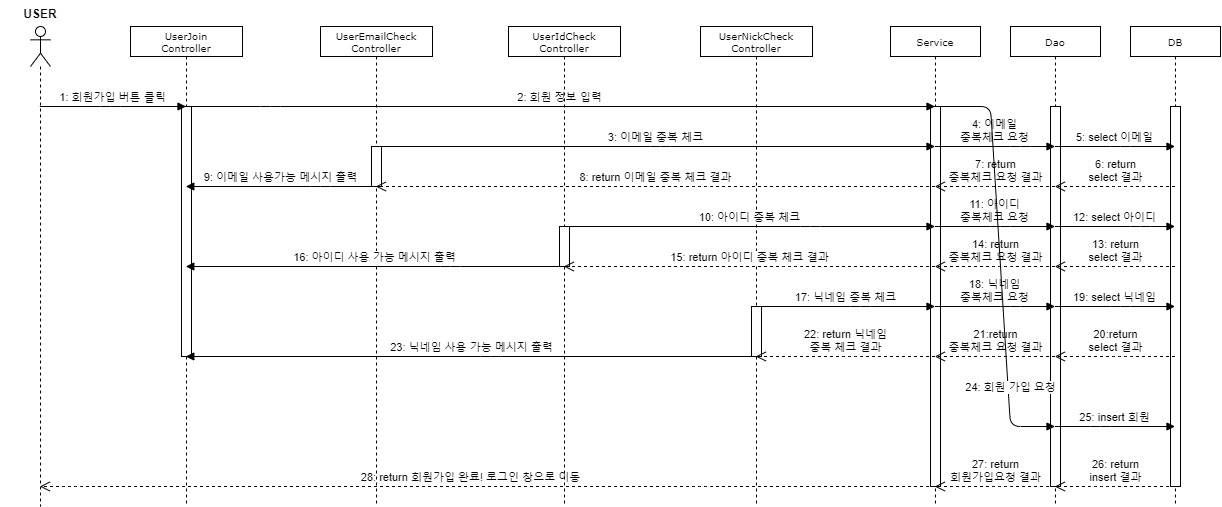 USER
UserJoin
Controller
UserEmailCheck
Controller
UserIdCheck
Controller
UserNickCheck
Controller
Service
Dao
DB
1: 회원가입 버튼 클릭
2: 회원 정보 입력
3: 이메일 중복 체크
4: 이메일
중복체크 요청
5: select 이메일
6: return
select 결과
7: return
중복체크 요청 결과
8: return 이메일 중복 체크 결과
9: 이메일 사용가능 메시지 출력
10: 아이디 중복 체크
11: 아이디
중복체크 요청
12: select 아이디
13: return
select 결과
14: return
중복체크 요청 결과
15: return 아이디 중복 체크 결과
16: 아이디 사용 가능 메시지 출력
17: 닉네임 중복 체크
18: 닉네임
중복체크 요청
19: select 닉네임
20:return
select 결과
21:return
중복체크 요청 결과
22: return 닉네임
중복 체크 결과
23: 닉네임 사용 가능 메시지 출력
24: 회원 가입 요청
25: insert 회원
26: return
insert 결과
27: return
회원가입요청 결과
28: return 회원가입 완료! 로그인 창으로 이동